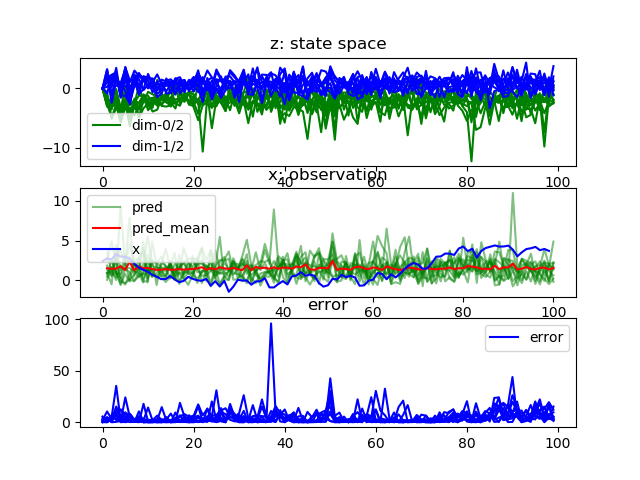 z: state space
0
−10
dim-0/2
dim-1/2
0 20 40 60 80 100
x: observation
10
5
0
pred
pred_mean
x
0 20 40 60 80 100
error
100
50
0
error
0 20 40 60 80 100